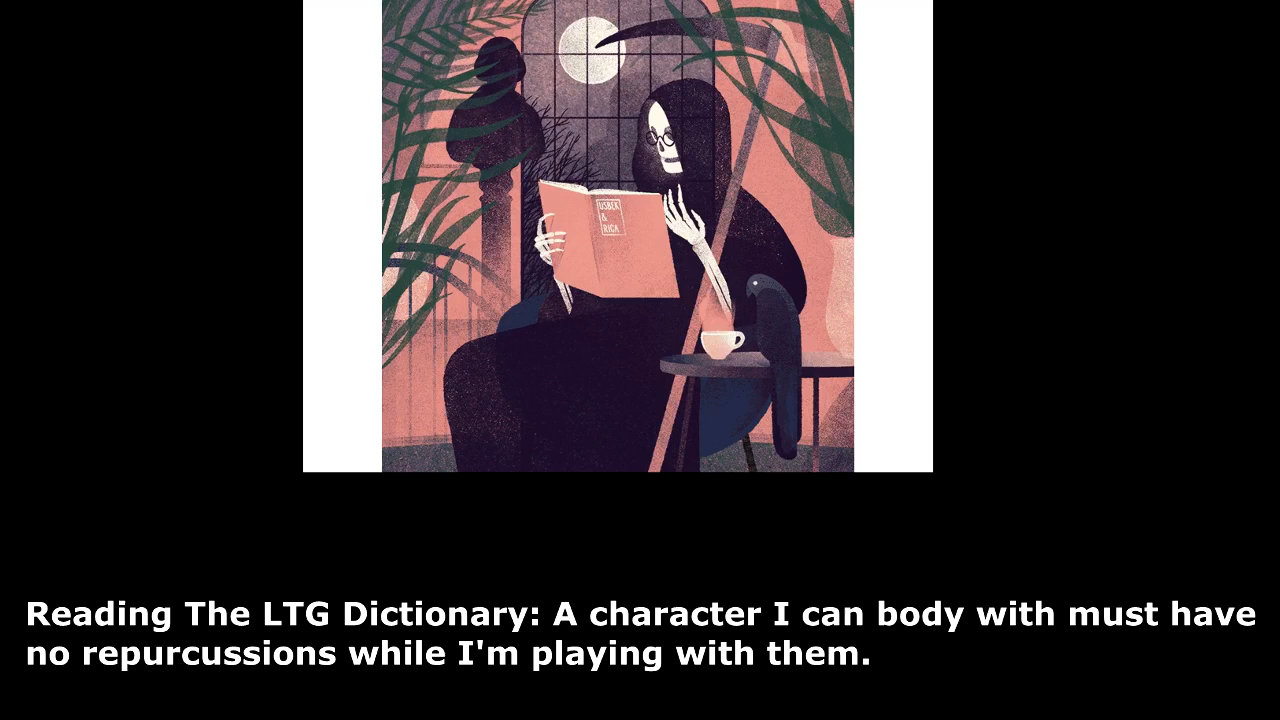 USBEK
&
RICA
Reading The LTG Dictionary: A character I can body with must have
no repurcussions while I'm playing with them.